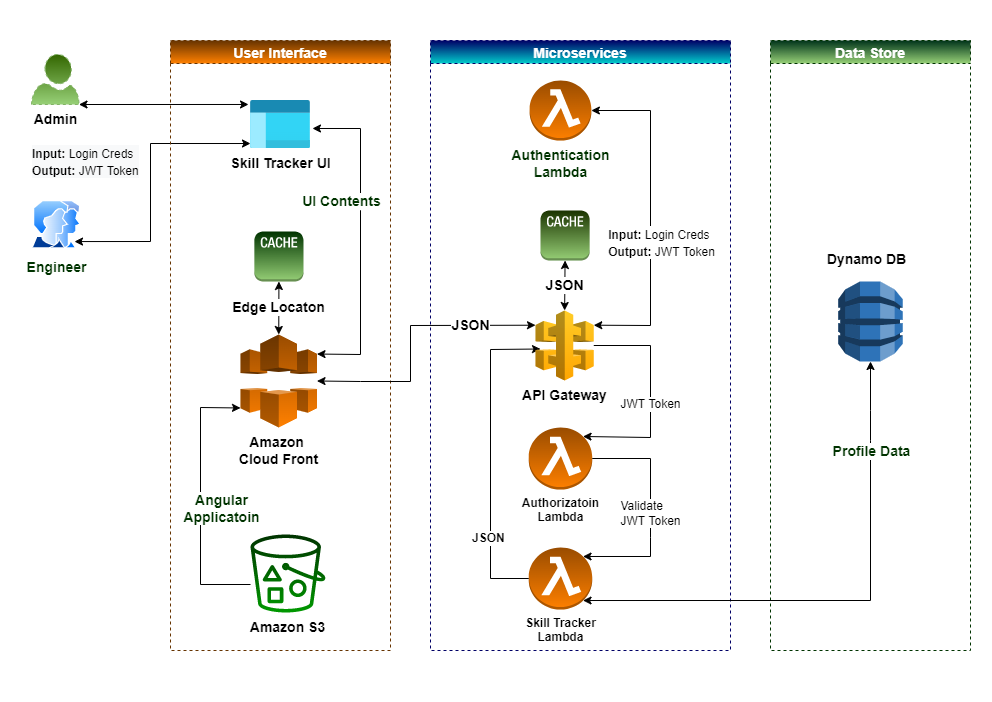 User Interface
Microservices
Data Store
Admin
Input: Login Creds
Output: JWT Token
Engineer
Skill Tracker UI
UI Contents
CACHE
Edge Locaton
Amazon
Cloud Front
Angular
Applicatoin
Amazon S3
Authentication
Lambda
CACHE
Input: Login Creds
Output: JWT Token
JSON
JSON
API Gateway
JWT Token
Authorizatoin
Lambda
Validate
JWT Token
JSON
Skill Tracker
Lambda
Dynamo DB
Profile Data